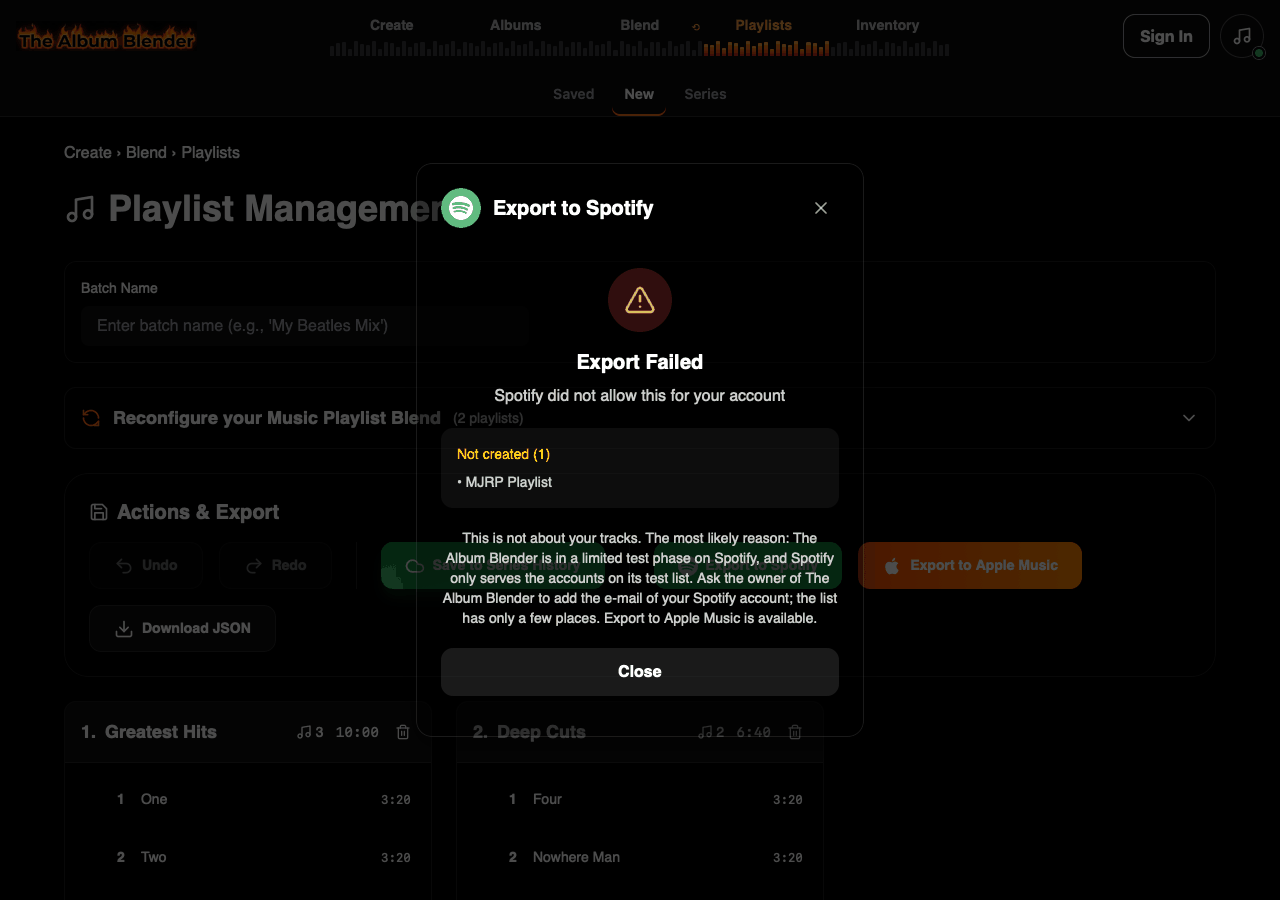 The Album Blender
Create
Albums
Blend
Playlists
Inventory
Sign In
Saved
New
Series
Create › Blend › Playlists
Playlist Managemen
Export to Spotify
Batch Name
Enter batch name (e.g., 'My Beatles Mix')
Export Failed
Spotify did not allow this for your account
Reconfigure your Music Playlist Blend (2 playlists)
Not created (1)
• MJRP Playlist
Actions & Export
This is not about your tracks. The most likely reason: The
Album Blender is in a limited test phase on Spotify, and Spotify
only serves the accounts on its test list. Ask the owner of The
Album Blender to add the e-mail of your Spotify account; the list
has only a few places. Export to Apple Music is available.
Undo
Redo
Save to Series History
Export to Spotify
Export to Apple Music
Download JSON
Close
1. Greatest Hits
3 10:00
2. Deep Cuts
2 6:40
1 One 3:20
1 Four 3:20
2 Two 3:20
2 Nowhere Man 3:20